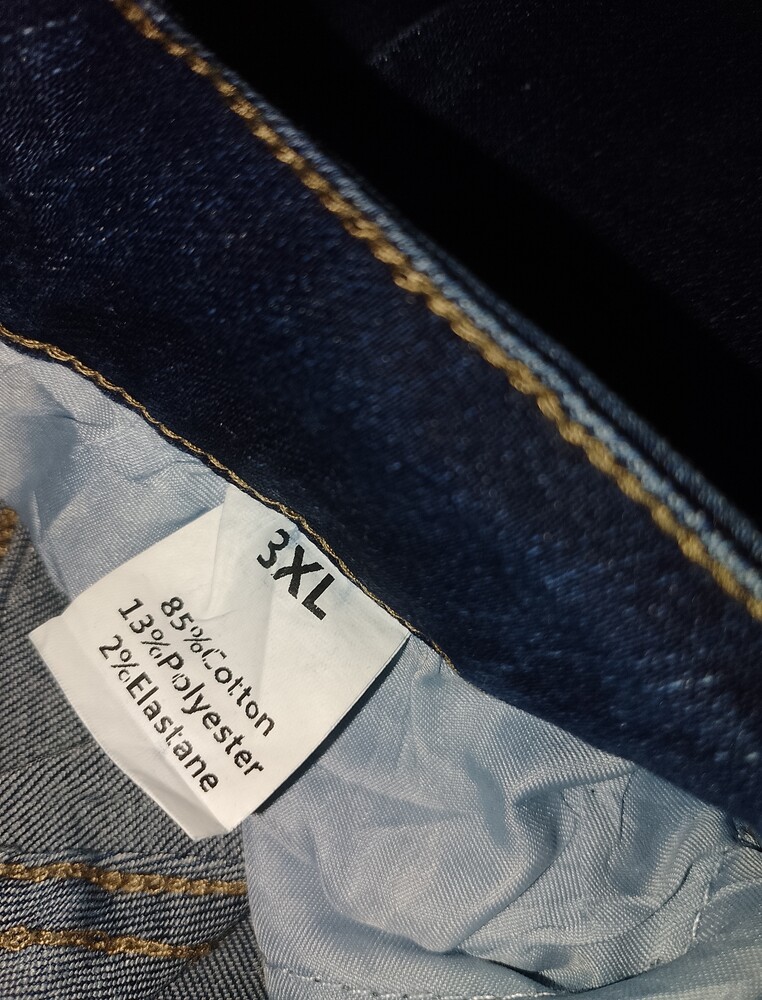 3XL
85%Cotton
13%Polyester
2%Elastane